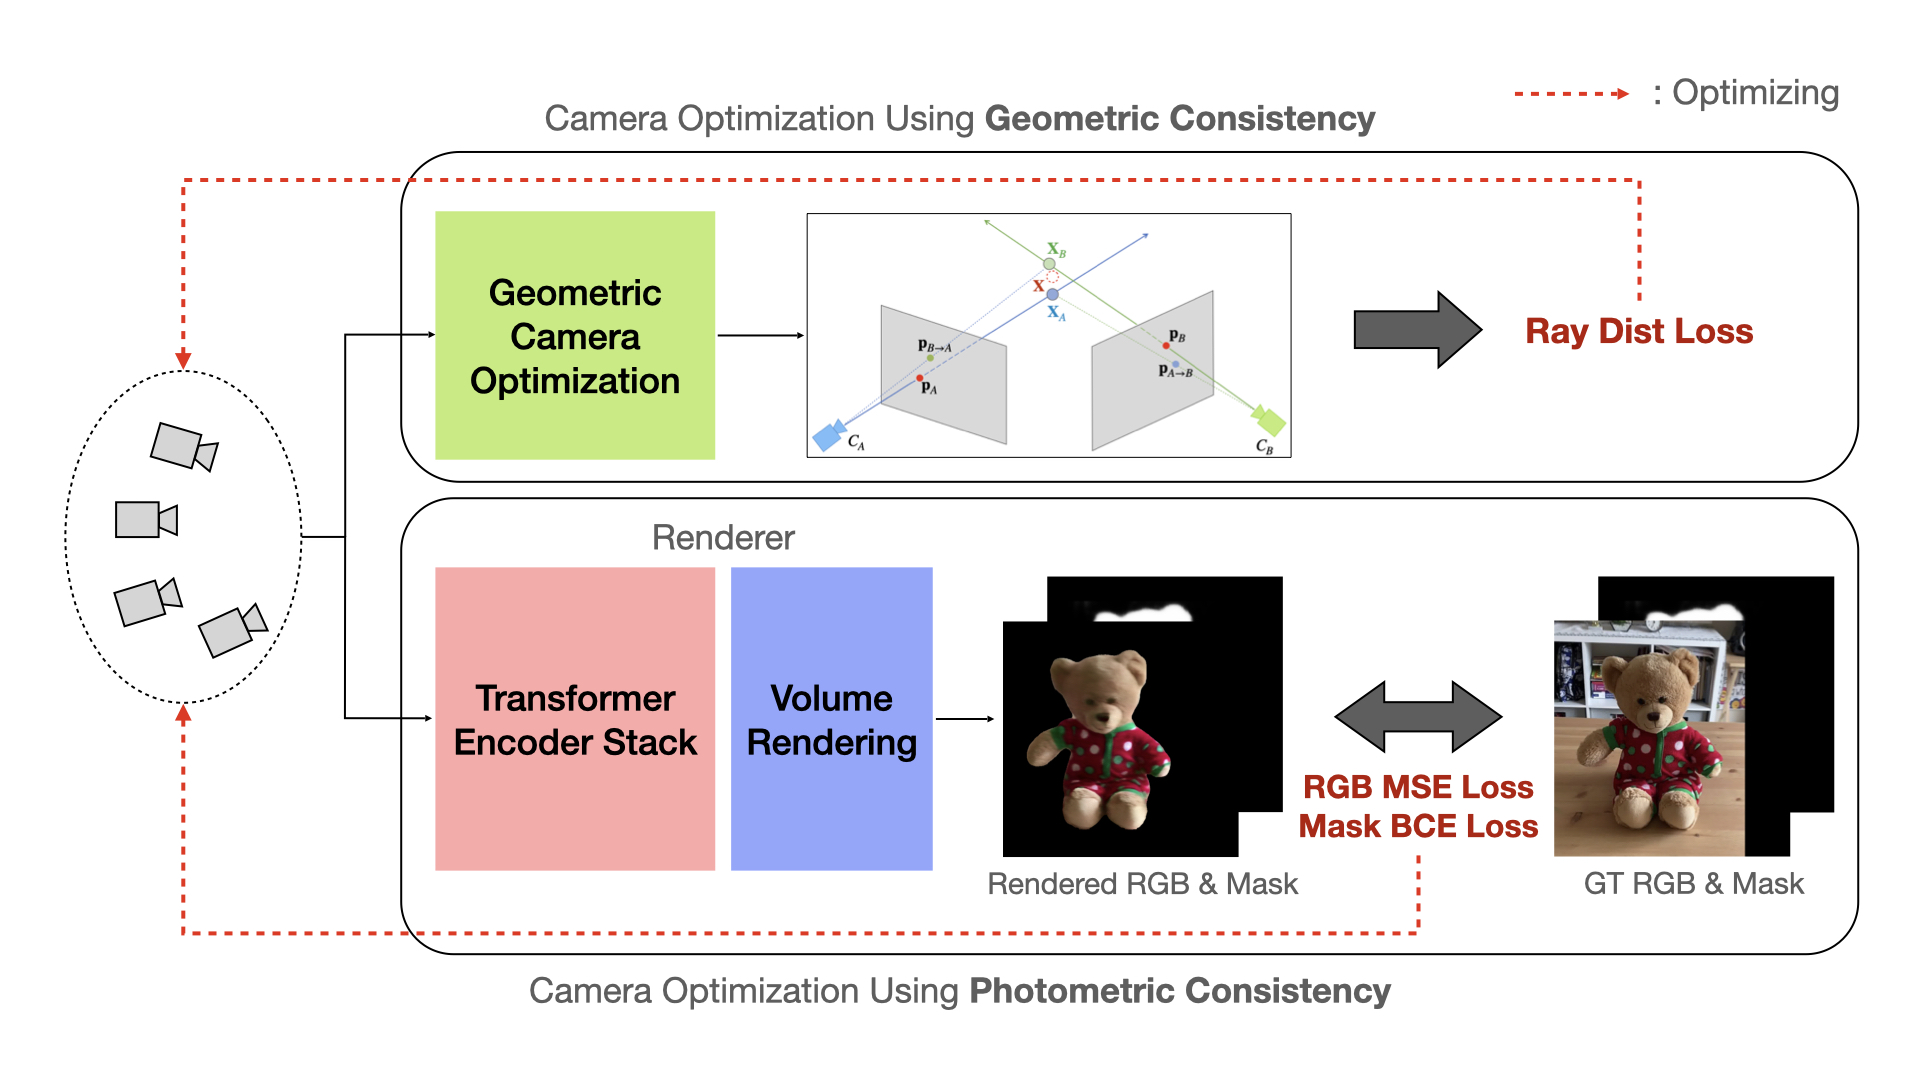 : Optimizing
Camera Optimization Using Geometric Consistency
Geometric
Camera
Optimization
X_B
X
X_A
p_{B→A}
p_A
p_B
p_{A→B}
C_A
C_B
Ray Dist Loss
Renderer
Transformer
Encoder Stack
Volume
Rendering
RGB MSE Loss
Mask BCE Loss
Rendered RGB & Mask
GT RGB & Mask
Camera Optimization Using Photometric Consistency